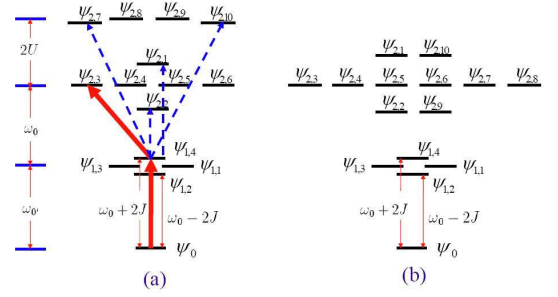 ψ2,7 ψ2,8 ψ2,9 ψ2,10
2U
ψ2,1
ψ2,3 ψ2,4 ψ2,5 ψ2,6
ψ2,2
ω0
ψ1,4
ψ1,3 ψ1,1
ψ1,2
ω0
ω0 + 2J
ω0 − 2J
ψ0
(a)
ψ2,1 ψ2,10
ψ2,3 ψ2,4 ψ2,5 ψ2,6 ψ2,7 ψ2,8
ψ2,2 ψ2,9
ψ1,4
ψ1,3 ψ1,1
ψ1,2
ω0 + 2J
ω0 − 2J
ψ0
(b)